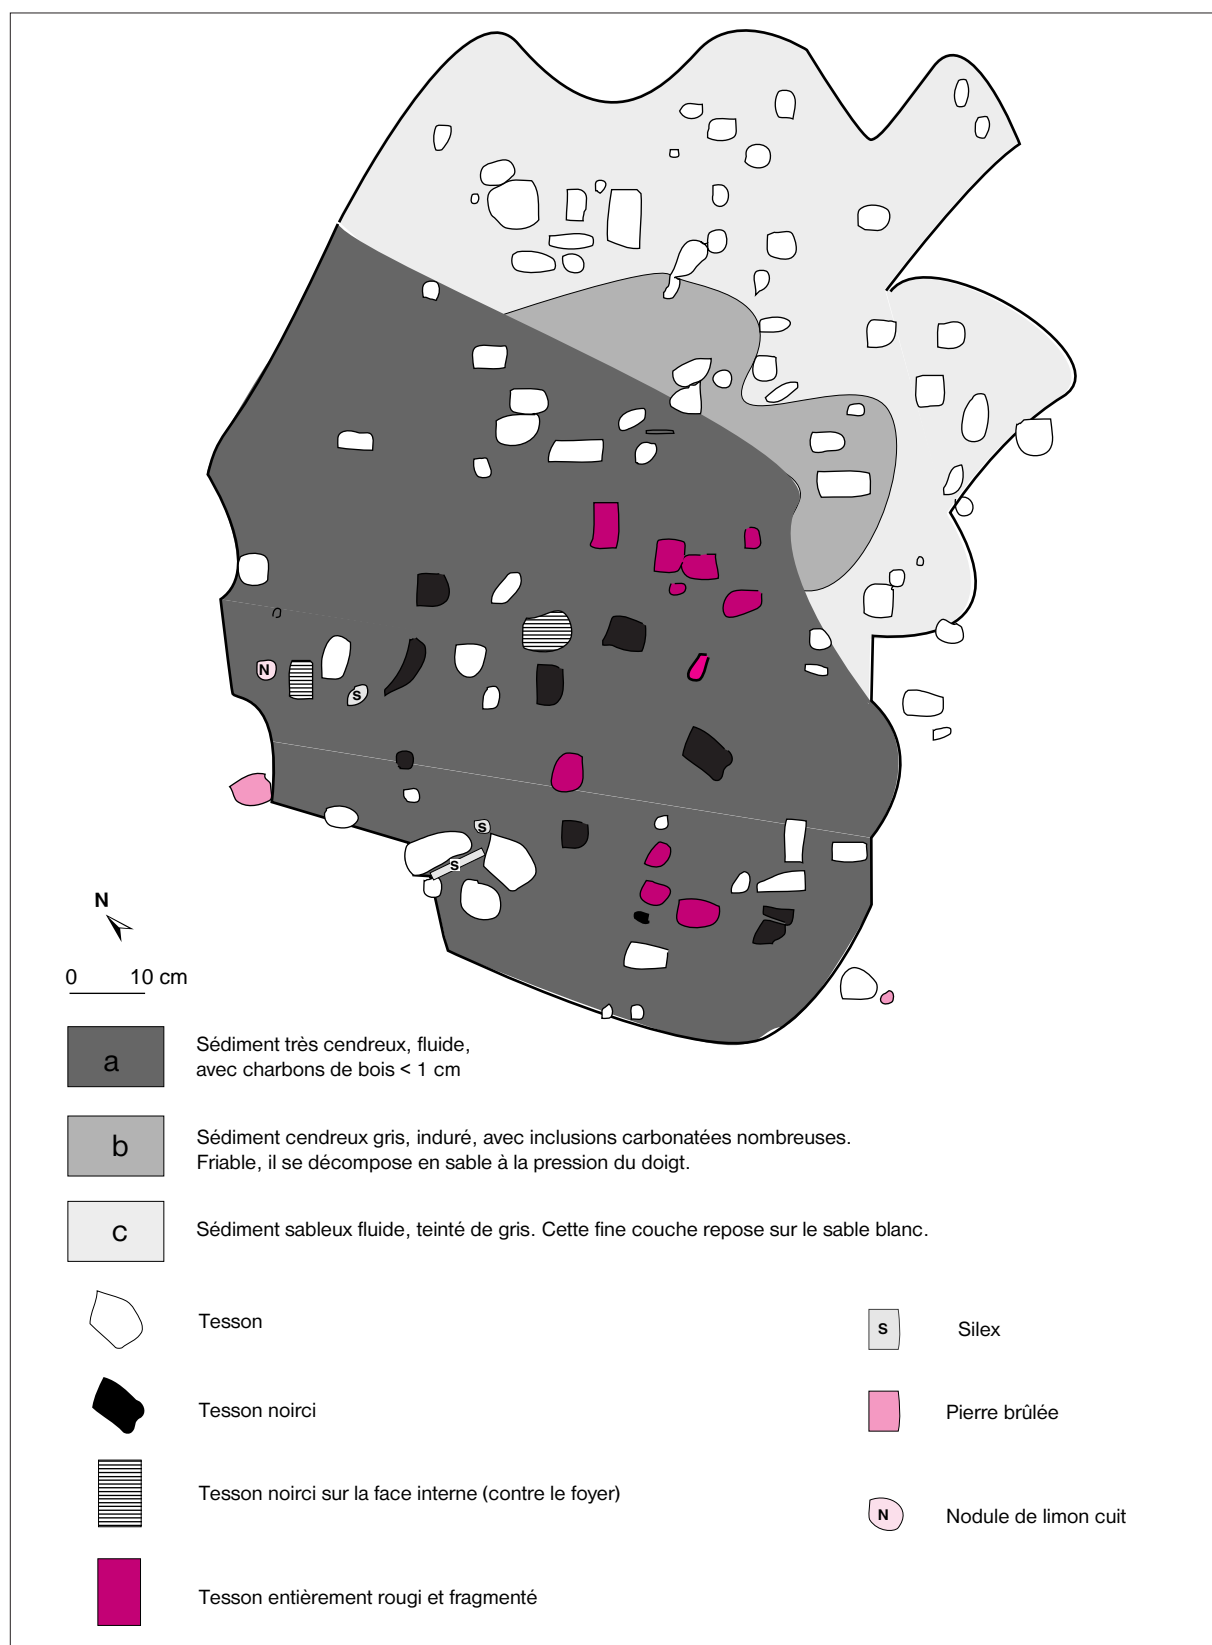 N
S
S
S
N
0 10 cm
a
Sédiment très cendreux, fluide,
avec charbons de bois < 1 cm
b
Sédiment cendreux gris, induré, avec inclusions carbonatées nombreuses.
Friable, il se décompose en sable à la pression du doigt.
c
Sédiment sableux fluide, teinté de gris. Cette fine couche repose sur le sable blanc.
Tesson
Tesson noirci
Tesson noirci sur la face interne (contre le foyer)
Tesson entièrement rougi et fragmenté
S
Silex
Pierre brûlée
N
Nodule de limon cuit